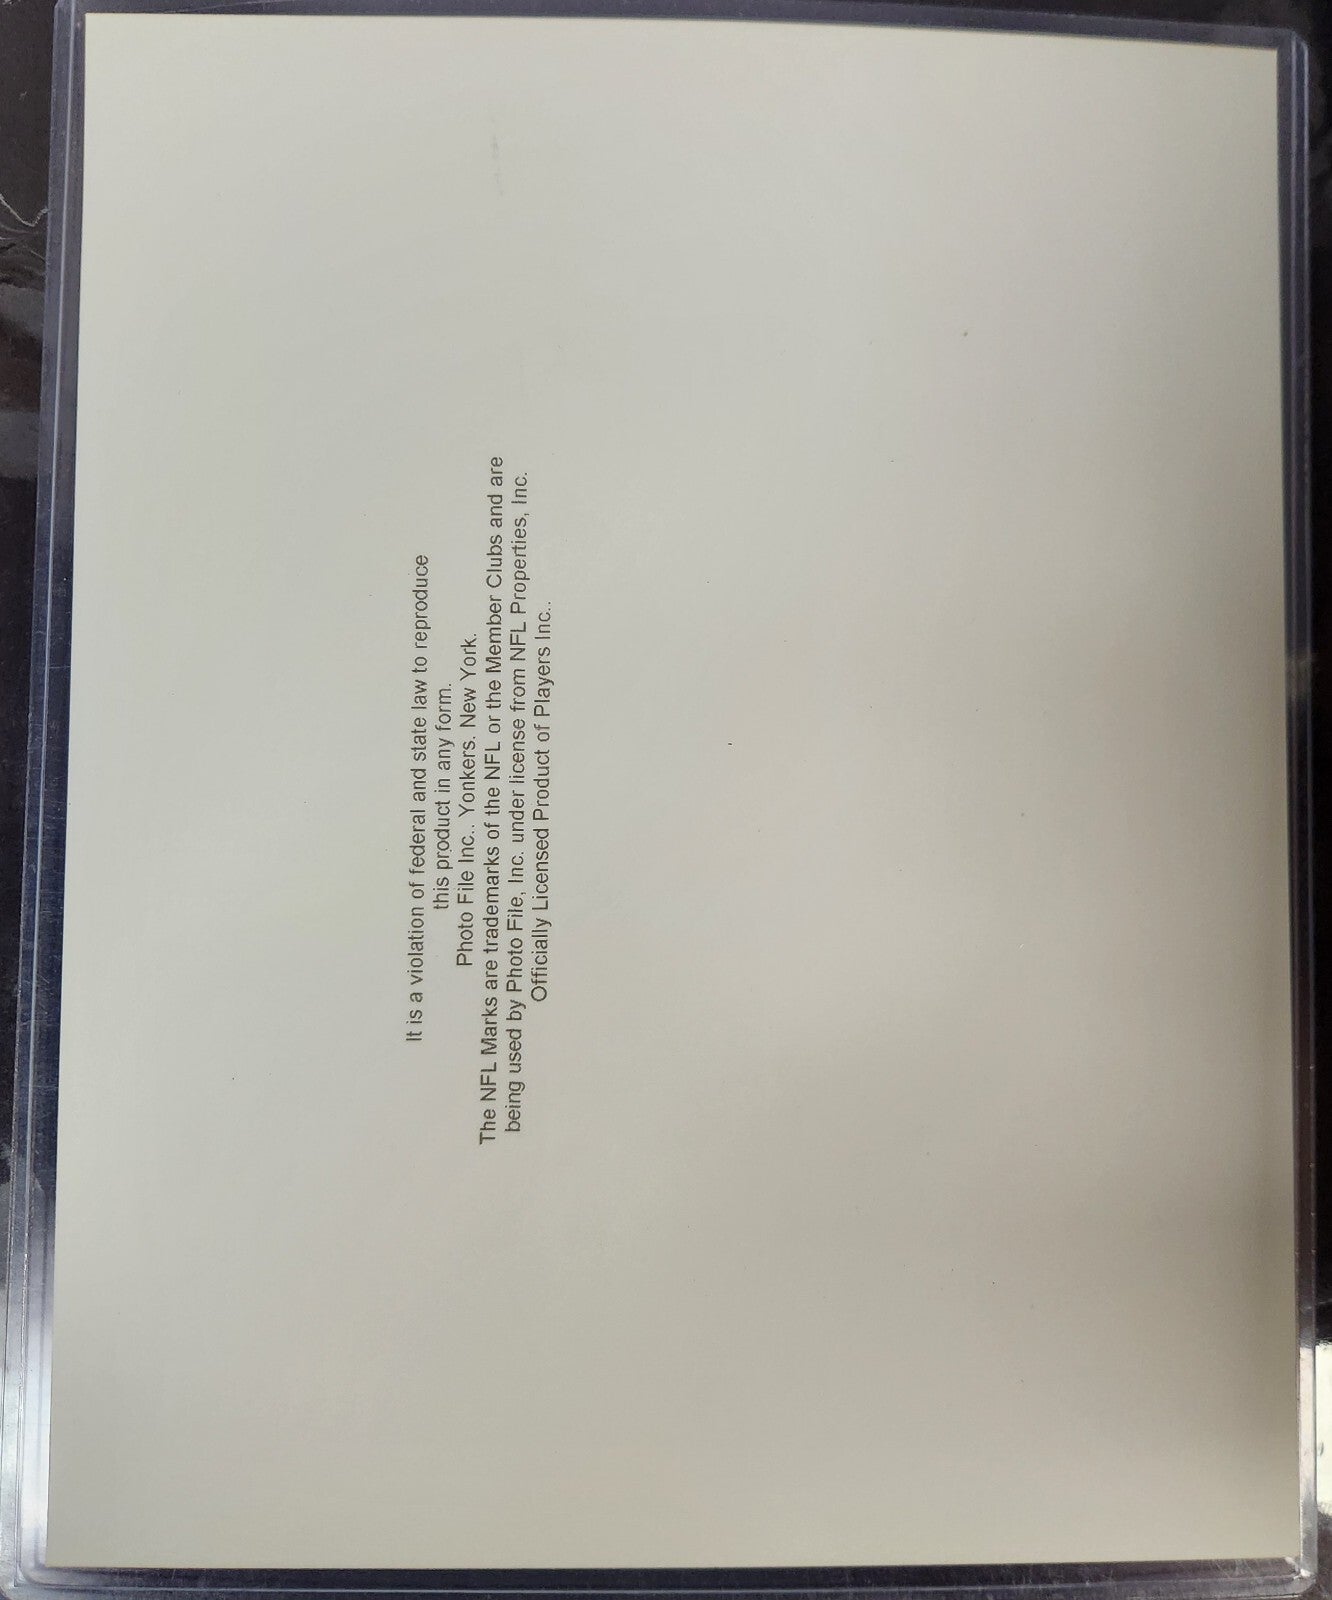 It is a violation of federal and state law to reproduce
this product in any form.
Photo File Inc.. Yonkers. New York.
The NFL Marks are trademarks of the NFL or the Member Clubs and are
being used by Photo File, Inc. under license from NFL Properties, Inc.
Officially Licensed Product of Players Inc..